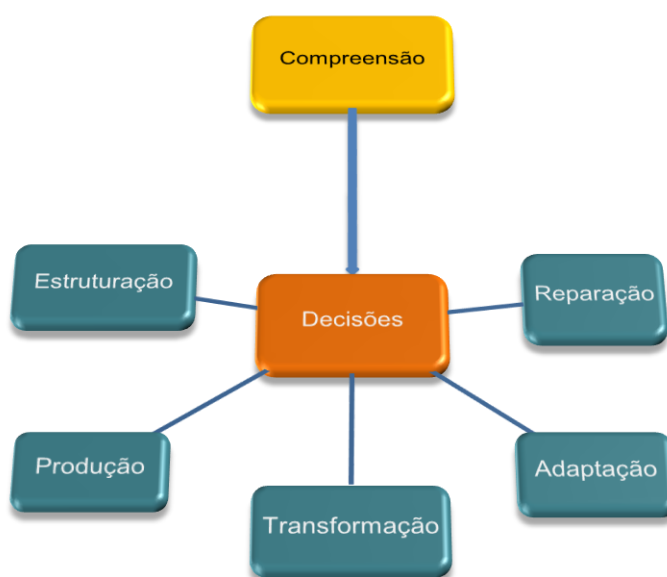 Compreensão
Estruturação
Decisões
Reparação
Produção
Transformação
Adaptação